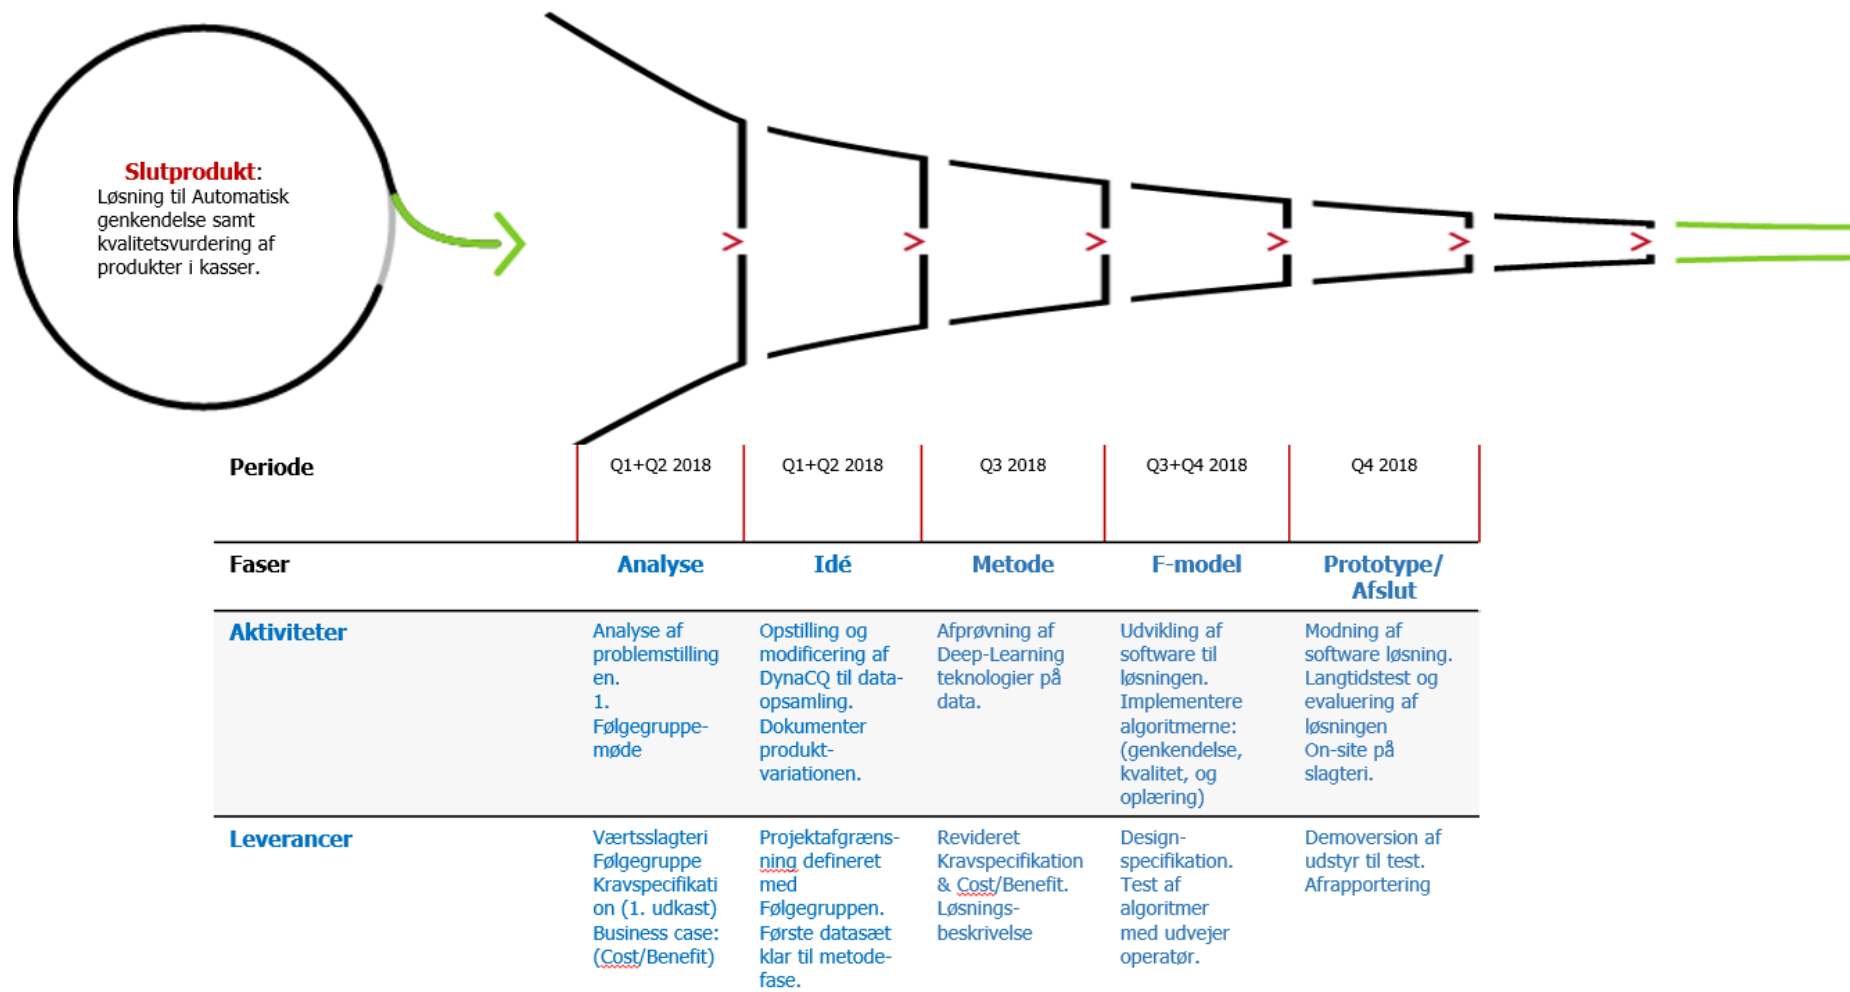 Slutprodukt:
Løsning til Automatisk
genkendelse samt
kvalitetsvurdering af
produkter i kasser.
Periode
Q1+Q2 2018
Q1+Q2 2018
Q3 2018
Q3+Q4 2018
Q4 2018
Faser
Analyse
Idé
Metode
F-model
Prototype/
Afslut
Aktiviteter
Analyse af
problemstilling
en.
1.
Følgegruppe-
møde
Opstilling og
modificering af
DynaCQ til data-
opsamling.
Dokumenter
produkt-
variationen.
Afprøvning af
Deep-Learning
teknologier på
data.
Udvikling af
software til
løsningen.
Implementere
algoritmerne:
(genkendelse,
kvalitet, og
oplæring)
Modning af
software løsning.
Langtidstest og
evaluering af
løsningen
On-site på
slagteri.
Leverancer
Værtsslagteri
Følgegruppe
Kravspecifikati
on (1. udkast)
Business case:
(Cost/Benefit)
Projektafgræns-
ning defineret
med
Følgegruppen.
Første datasæt
klar til metode-
fase.
Revideret
Kravspecifikation
& Cost/Benefit.
Løsnings-
beskrivelse
Design-
specifikation.
Test af
algoritmer
med udvejer
operatør.
Demoversion af
udstyr til test.
Afrapportering